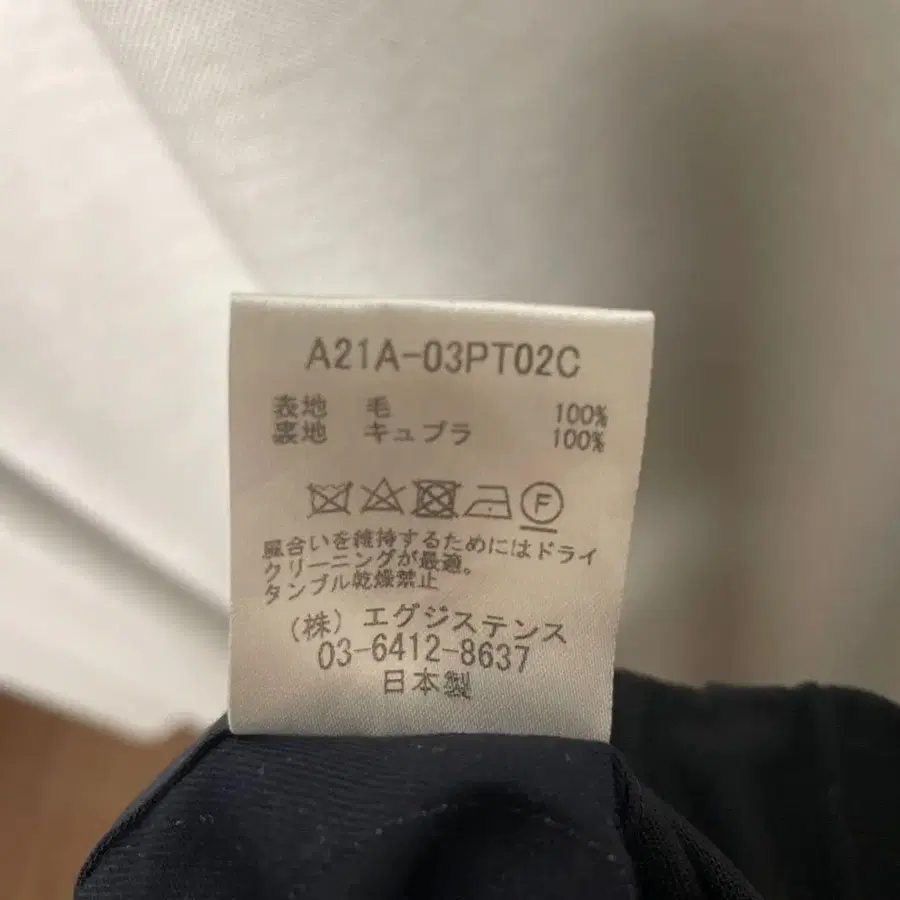 A21A-03PT02C
表地 毛 100%
裏地 キュプラ 100%
F
風合いを維持するためにはドライ
クリーニングが最適。
タンブル乾燥禁止
(株) エグジステンス
03-6412-8637
日本製